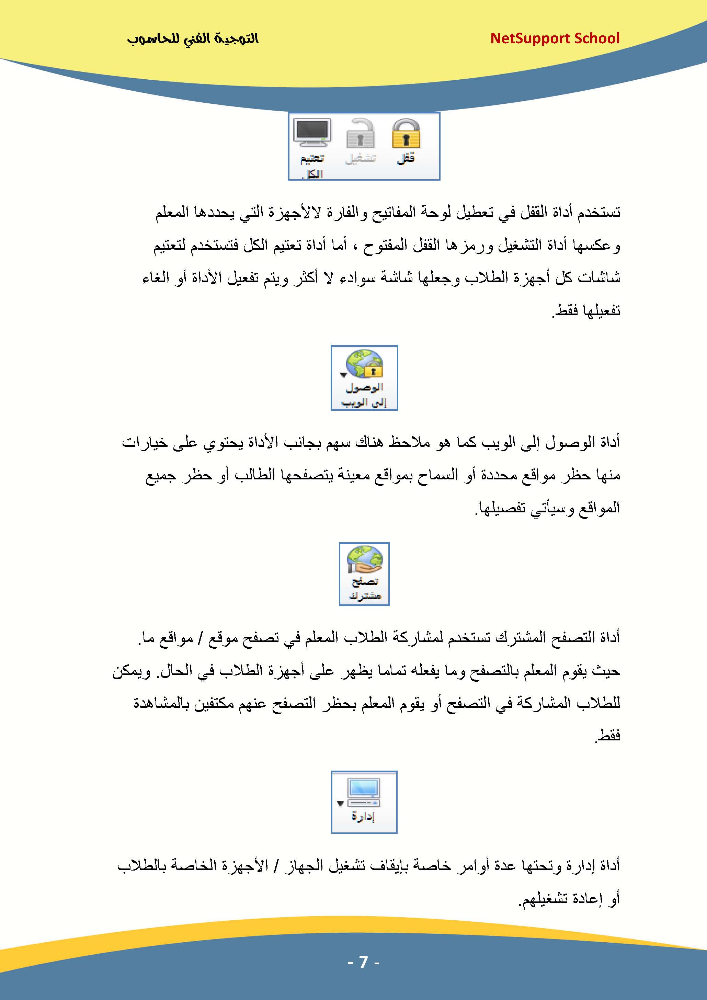 NetSupport School
التوجية الفني للحاسوب
قفل
تشغيل
تعتيم
الكل
تستخدم أداة القفل في تعطيل لوحة المفاتيح والفارة لالأجهزة التي يحددها المعلم
وعكسها أداة التشغيل ورمزها القفل المفتوح ، أما أداة تعتيم الكل فتستخدم لتعتيم
شاشات كل أجهزة الطلاب وجعلها شاشة سوادء لا أكثر ويتم تفعيل الأداة أو الغاء
تفعيلها فقط.
الوصول
إلى الويب
أداة الوصول إلى الويب كما هو ملاحظ هناك سهم بجانب الأداة يحتوي على خيارات
منها حظر مواقع محددة أو السماح بمواقع معينة يتصفحها الطالب أو حظر جميع
المواقع وسيأتي تفصيلها.
تصفح
مشترك
أداة التصفح المشترك تستخدم لمشاركة الطلاب المعلم في تصفح موقع / مواقع ما.
حيث يقوم المعلم بالتصفح وما يفعله تماما يظهر على أجهزة الطلاب في الحال. ويمكن
للطلاب المشاركة في التصفح أو يقوم المعلم بحظر التصفح عنهم مكتفين بالمشاهدة
فقط.
إدارة
أداة إدارة وتحتها عدة أوامر خاصة بإيقاف تشغيل الجهاز / الأجهزة الخاصة بالطلاب
أو إعادة تشغيلهم.
- 7 -